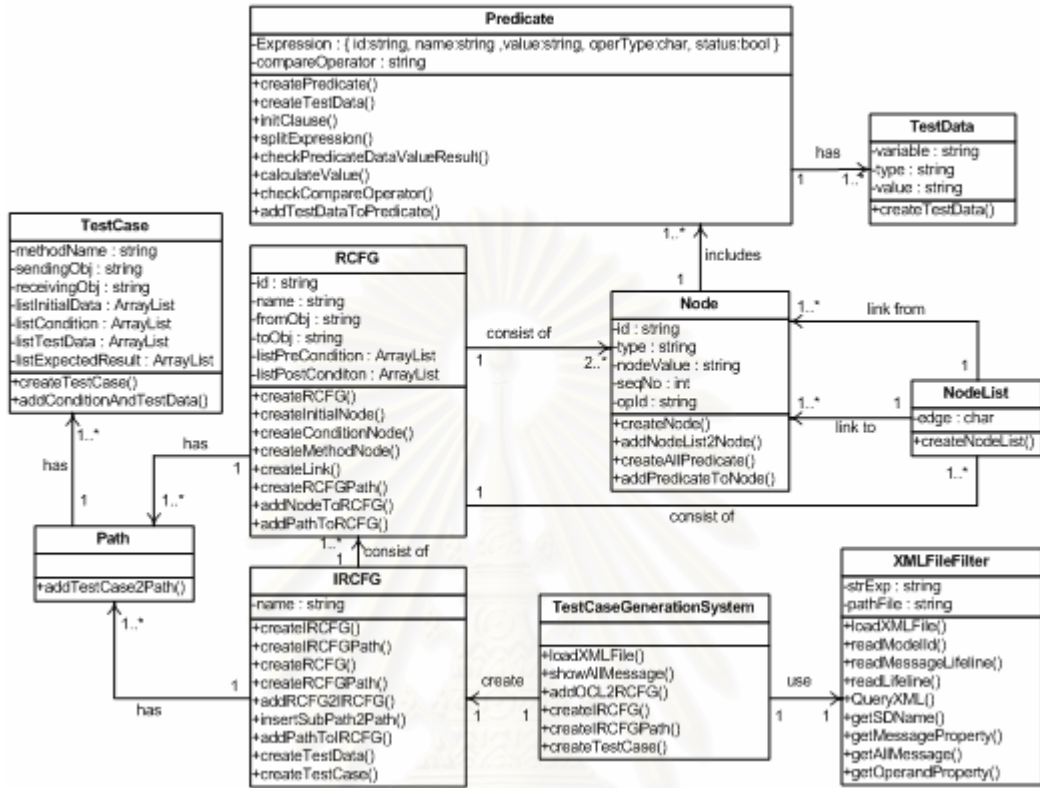 Predicate
-Expression : { id:string, name:string ,value:string, operType:char, status:bool }
-compareOperator : string
+createPredicate()
+createTestData()
+initClause()
+splitExpression()
+checkPredicateDataValueResult()
+calculateValue()
+checkCompareOperator()
+addTestDataToPredicate()
has
1
1..*
TestData
-variable : string
-type : string
-value : string
+createTestData()
1..*
includes
1
TestCase
-methodName : string
-sendingObj : string
-receivingObj : string
-listInitialData : ArrayList
-listCondition : ArrayList
-listTestData : ArrayList
-listExpectedResult : ArrayList
+createTestCase()
+addConditionAndTestData()
1..*
has
1
RCFG
-id : string
-name : string
-fromObj : string
-toObj : string
-listPreCondition : ArrayList
-listPostConditon : ArrayList
+createRCFG()
+createInitialNode()
+createConditionNode()
+createMethodNode()
+createLink()
+createRCFGPath()
+addNodeToRCFG()
+addPathToRCFG()
consist of
1
2..*
Node
-id : string
-type : string
-nodeValue : string
-seqNo : int
-opId : string
+createNode()
+addNodeList2Node()
+createAllPredicate()
+addPredicateToNode()
1..*
link from
1
1..*
1
link to
NodeList
-edge : char
+createNodeList()
1..*
1
consist of
has
1
1..*
Path
+addTestCase2Path()
1..*
1
has
1..*
1
consist of
IRCFG
-name : string
+createIRCFG()
+createIRCFGPath()
+createRCFG()
+createRCFGPath()
+addRCFG2IRCFG()
+insertSubPath2Path()
+addPathToIRCFG()
+createTestData()
+createTestCase()
create
1
1
TestCaseGenerationSystem
+loadXMLFile()
+showAllMessage()
+addOCL2RCFG()
+createIRCFG()
+createIRCFGPath()
+createTestCase()
use
1
1
XMLFileFilter
-strExp : string
-pathFile : string
+loadXMLFile()
+readModelId()
+readMessageLifeline()
+readLifeline()
+QueryXML()
+getSDName()
+getMessageProperty()
+getAllMessage()
+getOperandProperty()